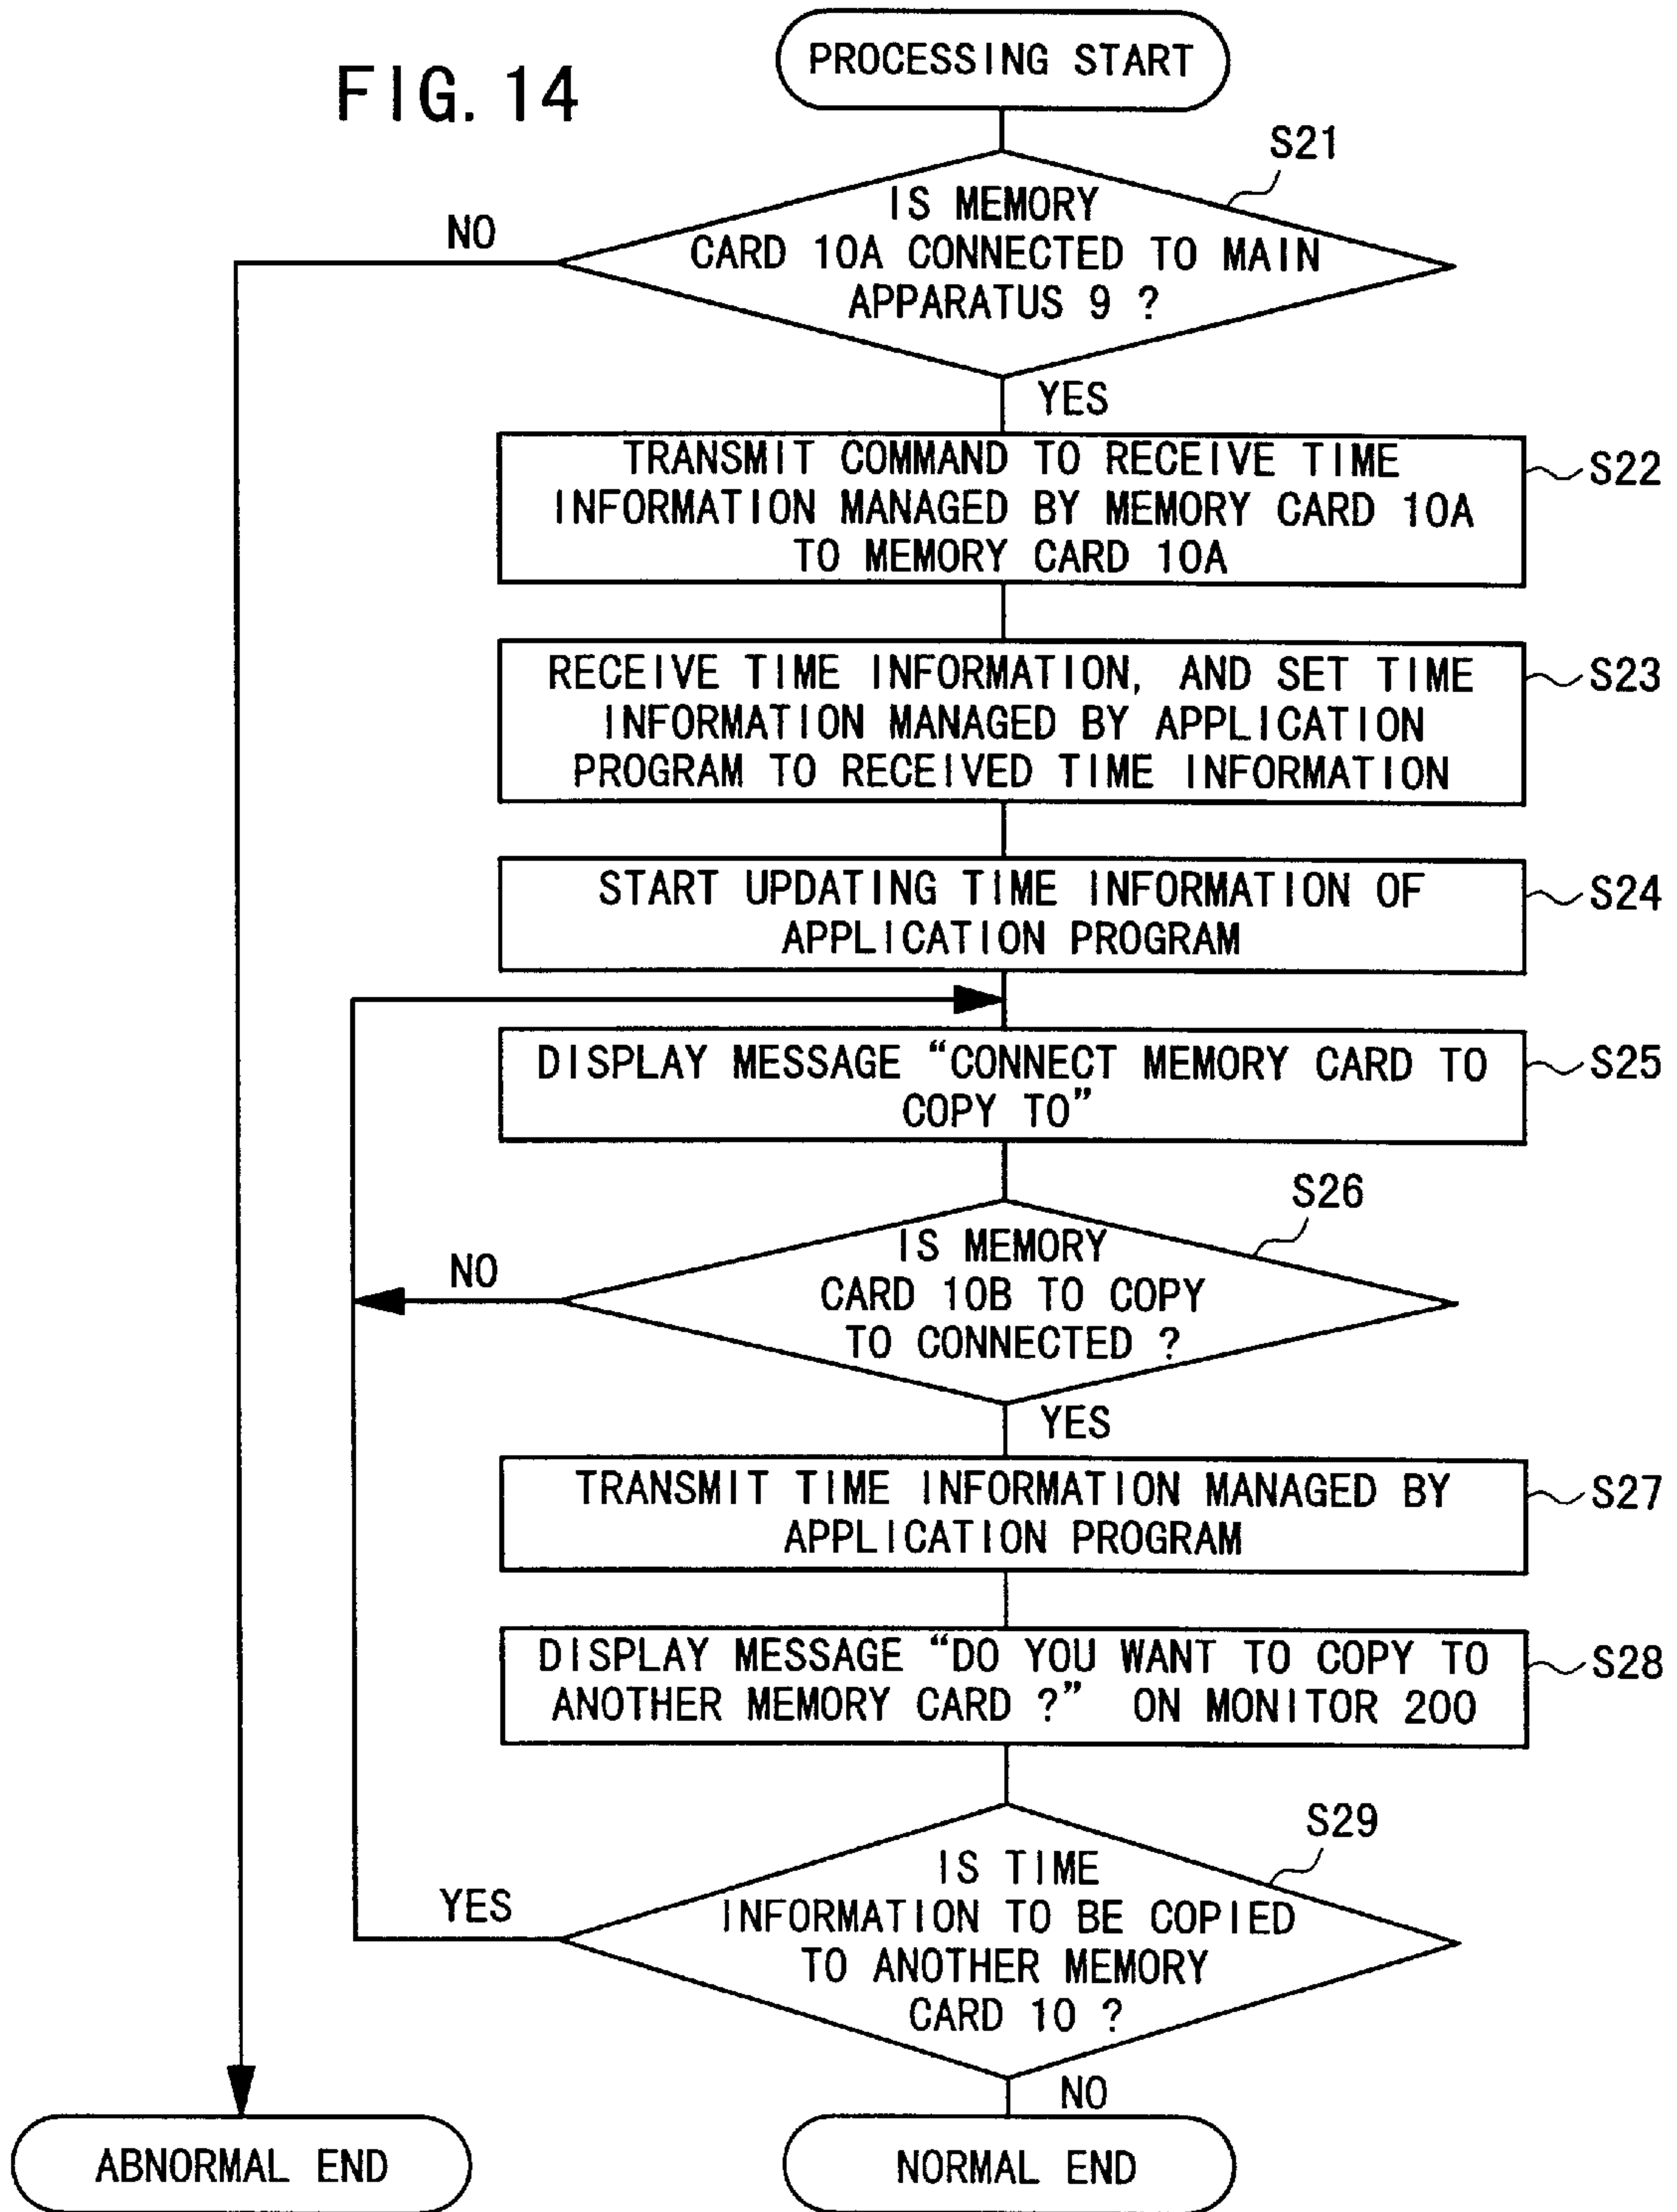 FIG. 14
PROCESSING START
S21
IS MEMORY
CARD 10A CONNECTED TO MAIN
APPARATUS 9 ?
NO
YES
TRANSMIT COMMAND TO RECEIVE TIME
INFORMATION MANAGED BY MEMORY CARD 10A
TO MEMORY CARD 10A
S22
RECEIVE TIME INFORMATION, AND SET TIME
INFORMATION MANAGED BY APPLICATION
PROGRAM TO RECEIVED TIME INFORMATION
S23
START UPDATING TIME INFORMATION OF
APPLICATION PROGRAM
S24
DISPLAY MESSAGE “CONNECT MEMORY CARD TO
COPY TO”
S25
S26
IS MEMORY
CARD 10B TO COPY
TO CONNECTED ?
NO
YES
TRANSMIT TIME INFORMATION MANAGED BY
APPLICATION PROGRAM
S27
DISPLAY MESSAGE “DO YOU WANT TO COPY TO
ANOTHER MEMORY CARD ?” ON MONITOR 200
S28
S29
IS TIME
INFORMATION TO BE COPIED
TO ANOTHER MEMORY
CARD 10 ?
YES
NO
ABNORMAL END
NORMAL END